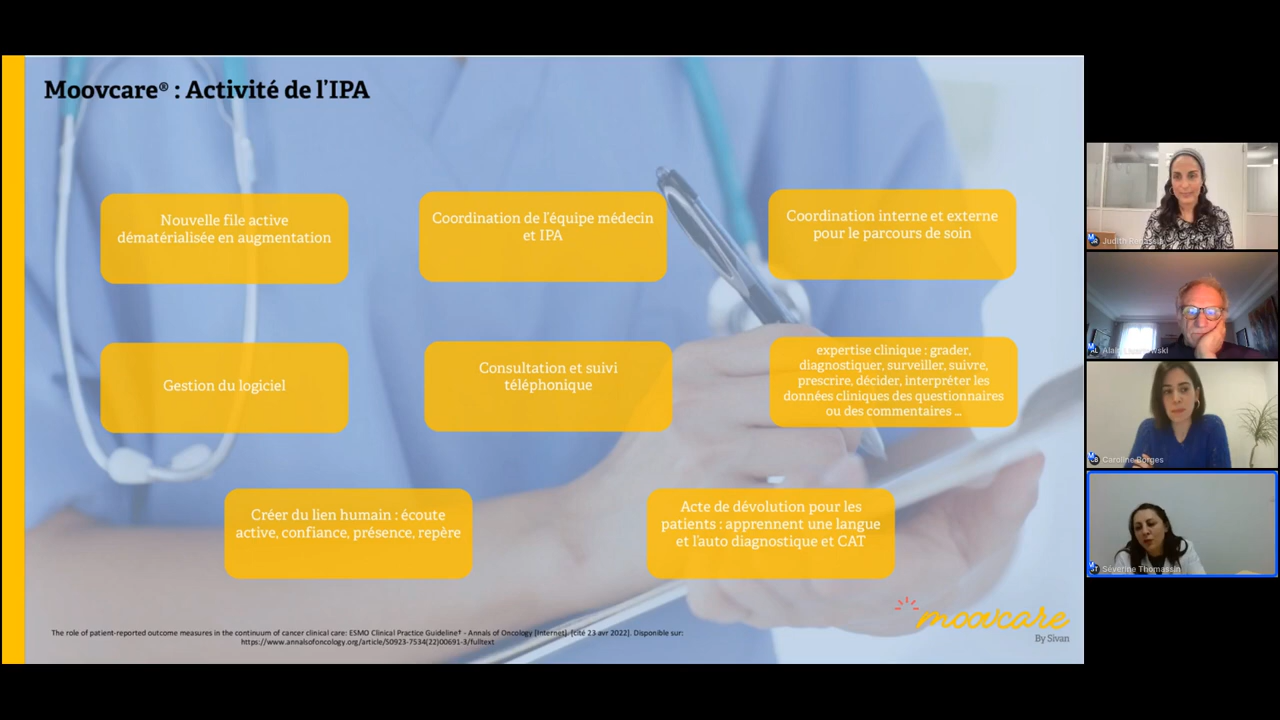 Moovcare® : Activité de l'IPA
Nouvelle file active
dématérialisée en augmentation
Coordination de l'équipe médecin
et IPA
Coordination interne et externe
pour le parcours de soin
Gestion du logiciel
Consultation et suivi
téléphonique
expertise clinique : grader,
diagnostiquer, surveiller, suivre,
prescrire, décider, interpréter les
données cliniques des questionnaires
ou des commentaires ...
Créer du lien humain : écoute
active, confiance, présence, repère
Acte de dévolution pour les
patients : apprennent une langue
et l'auto diagnostique et CAT
The role of patient-reported outcome measures in the continuum of cancer clinical care: ESMO Clinical Practice Guideline† - Annals of Oncology [Internet]. [cité 23 avr 2022]. Disponible sur:
https://www.annalsofoncology.org/article/S0923-7534(22)00691-3/fulltext
moovcare
By Sivan
Judith
Alain
Caroline Borges
Séverine Thomassin